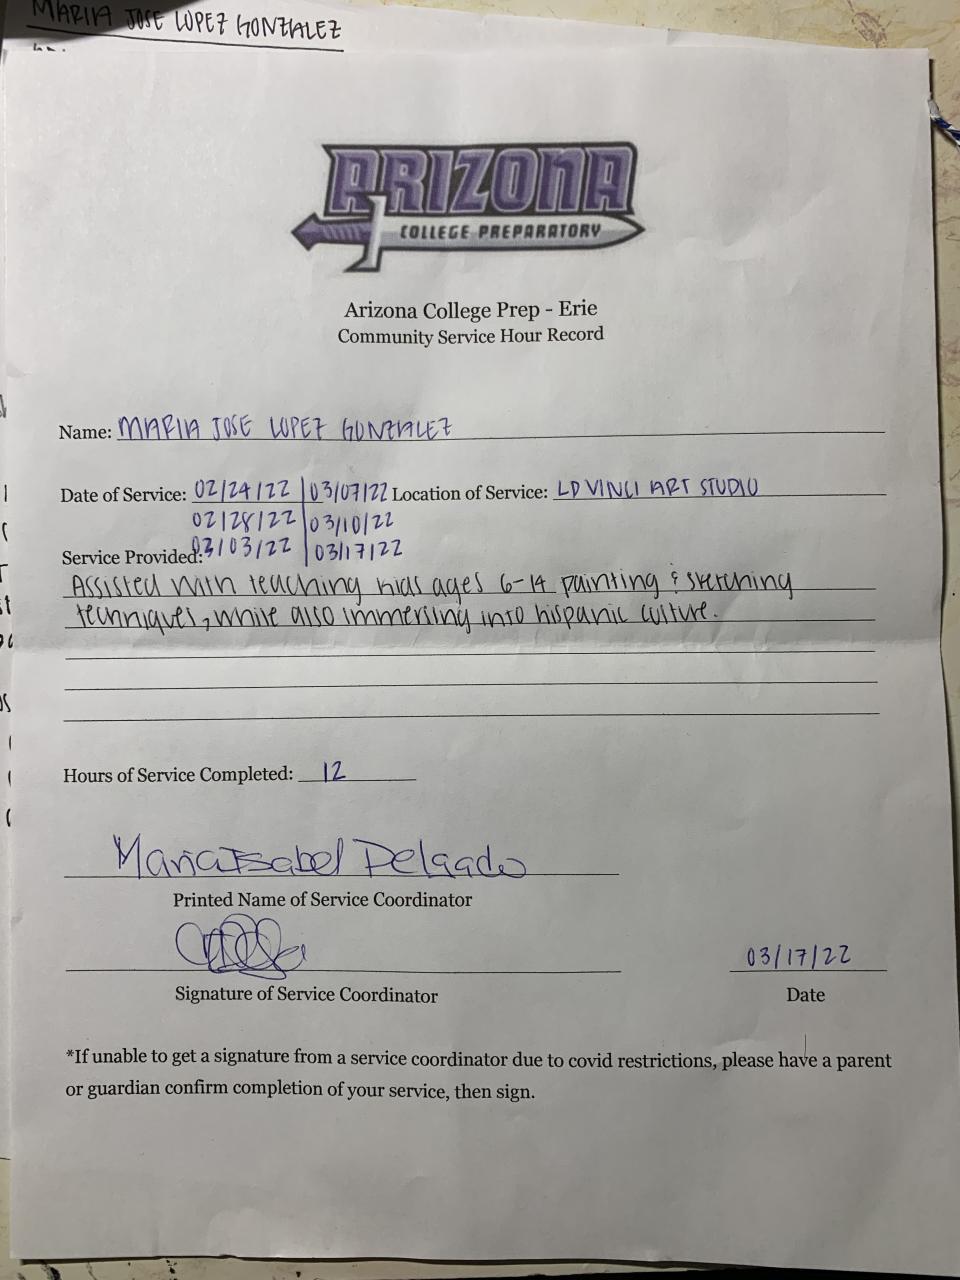 MARIA JOSE LOPEZ GONZALEZ
ARIZONA
COLLEGE PREPARATORY
Arizona College Prep - Erie
Community Service Hour Record
Name: MARIA JOSE LOPEZ GONZALEZ
Date of Service: 02/24/22 | 03/07/22 Location of Service: LD VINCI ART STUDIO
02/28/22 | 03/10/22
Service Provided: 03/03/22 | 03/17/22
Assisted with teaching kids ages 6-14 painting & sketching
techniques, while also immersing into hispanic culture.
Hours of Service Completed: 12
Maria Isabel Delgado
Printed Name of Service Coordinator
Signature of Service Coordinator
03/17/22
Date
*If unable to get a signature from a service coordinator due to covid restrictions, please have a parent
or guardian confirm completion of your service, then sign.